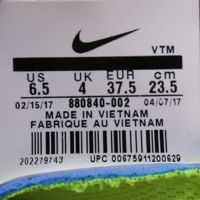 VTM
US UK EUR cm
6.5 4 37.5 23.5
02/15/17 880840-002 04/07/17
MADE IN VIETNAM
FABRIQUE AU VIETNAM
202279743
UPC 00675911200629